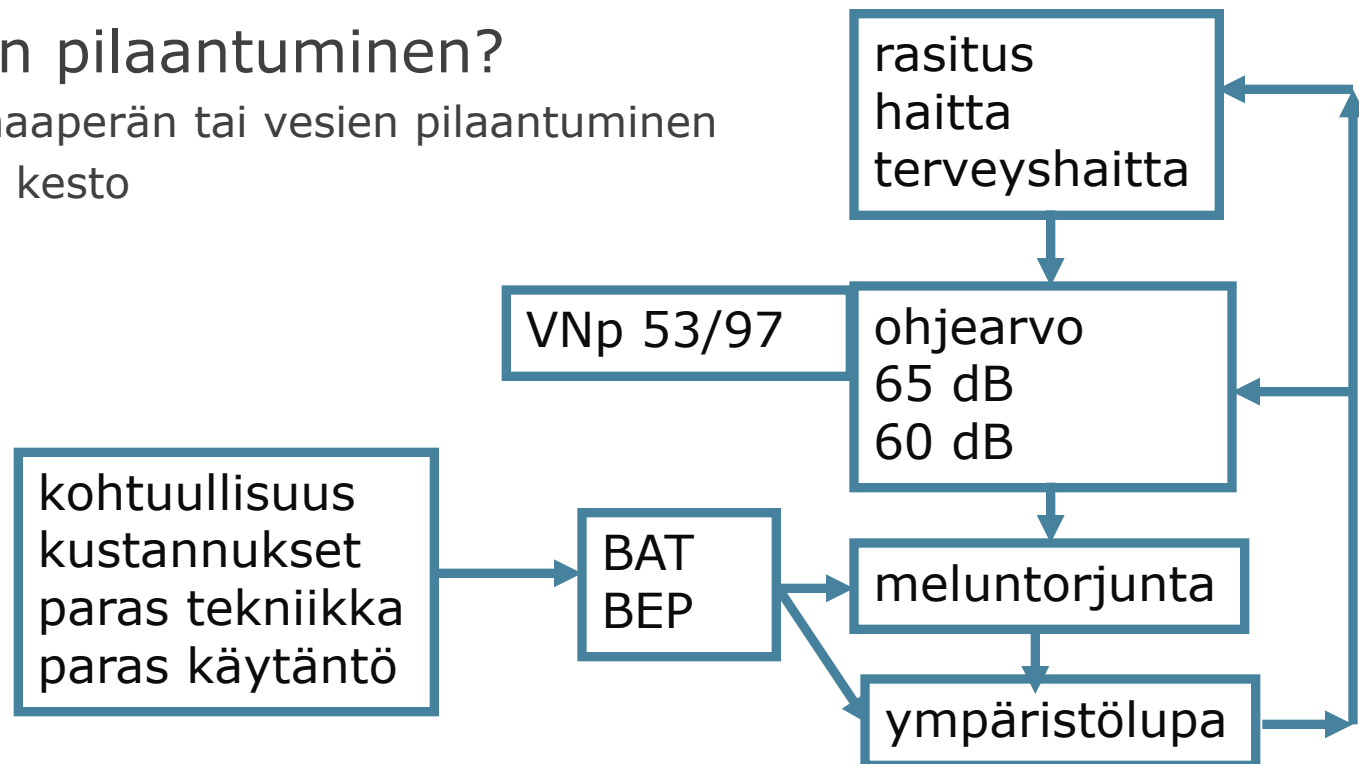 n pilaantuminen?
aaperän tai vesien pilaantuminen
kesto
rasitus
haitta
terveyshaitta
VNp 53/97
ohjearvo
65 dB
60 dB
kohtuullisuus
kustannukset
paras tekniikka
paras käytäntö
BAT
BEP
meluntorjunta
ympäristölupa